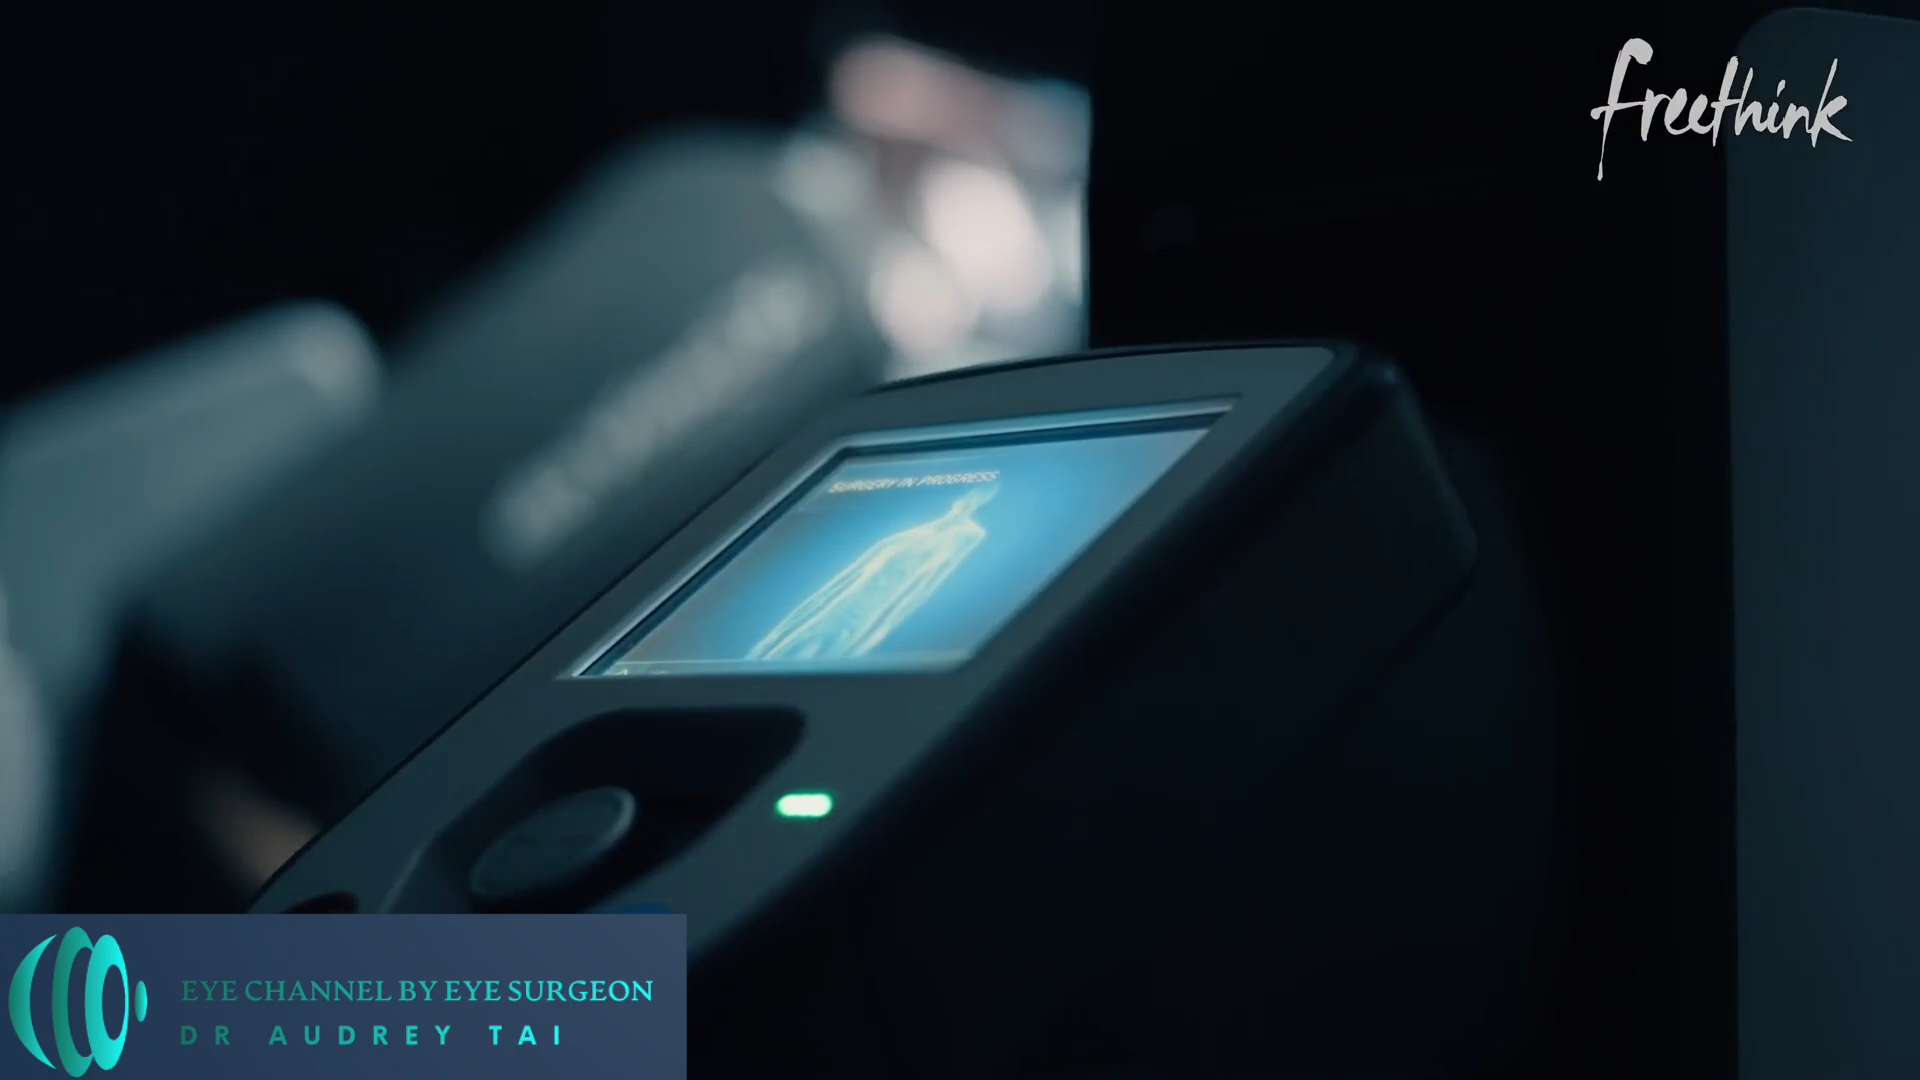 freethink
SURGERY IN PROGRESS
EYE CHANNEL BY EYE SURGEON
DR AUDREY TAI